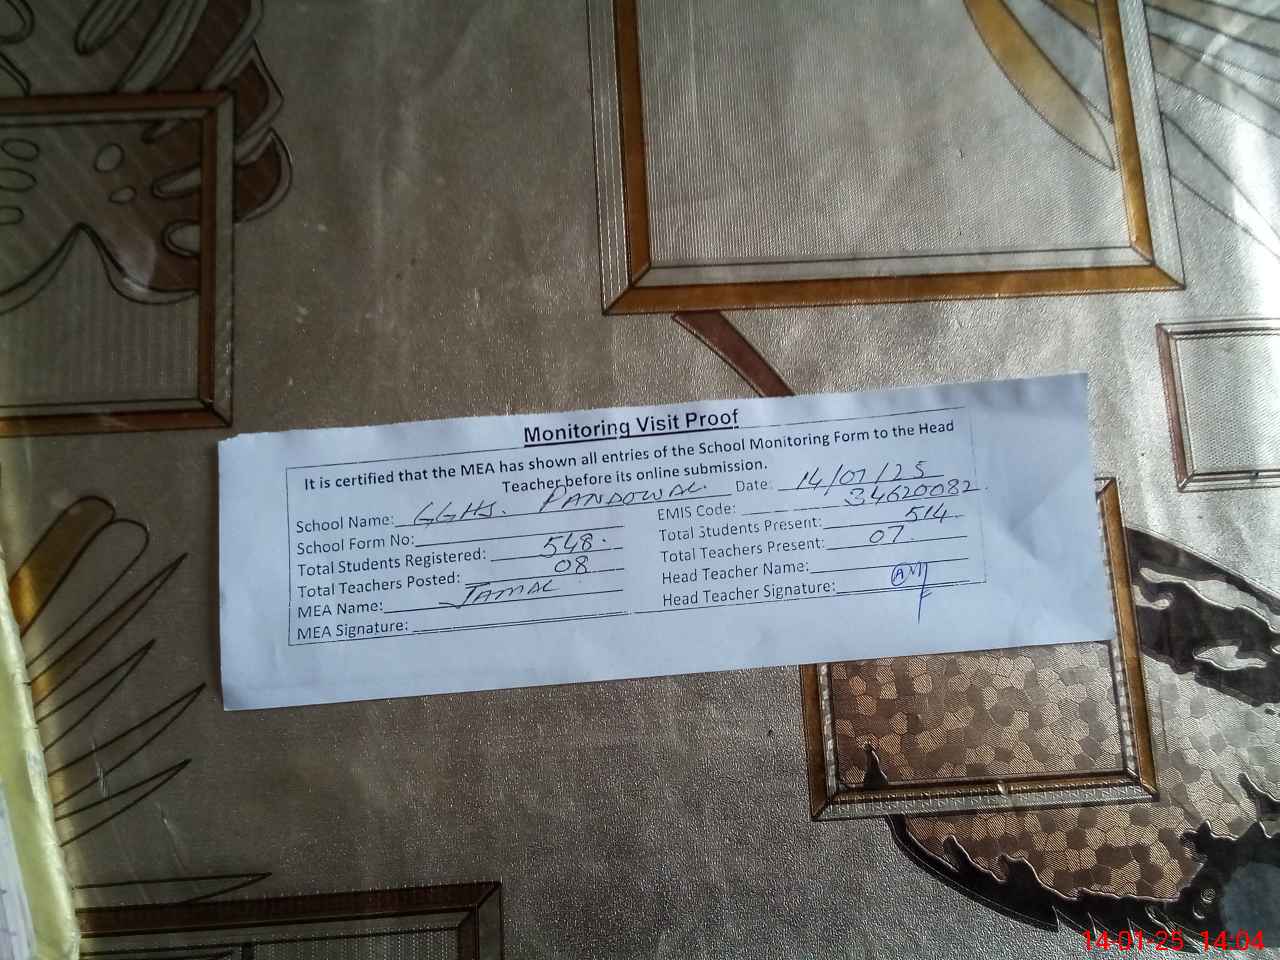 Monitoring Visit Proof
It is certified that the MEA has shown all entries of the School Monitoring Form to the Head
Teacher before its online submission.
School Name: GGHS. PANDOWAL. Date: 14/01/25
School Form No: EMIS Code: 34620082.
Total Students Registered: 548. Total Students Present: 514
Total Teachers Posted: 08 Total Teachers Present: 07.
MEA Name: JAMAL Head Teacher Name:
MEA Signature: Head Teacher Signature:
14-01-25 14:04